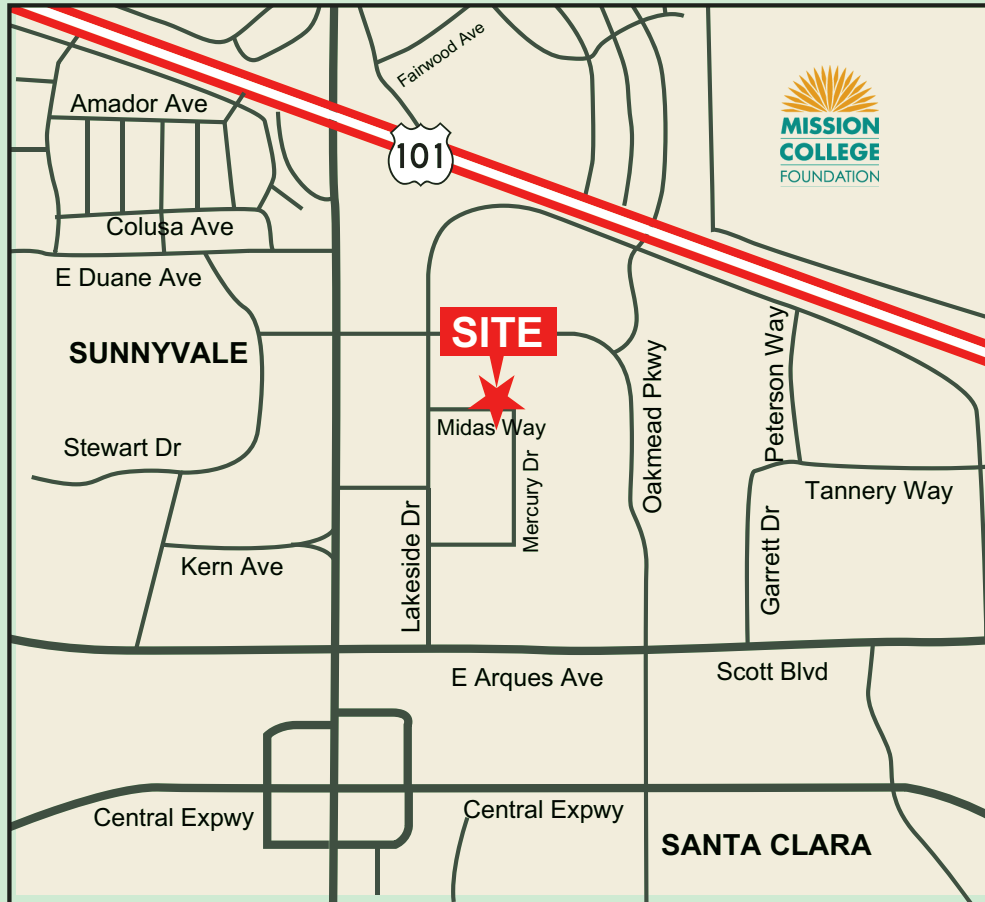 Fairwood Ave
Amador Ave
MISSION
COLLEGE
FOUNDATION
101
Colusa Ave
E Duane Ave
SITE
SUNNYVALE
Oakmead Pkwy
Peterson Way
Midas Way
Stewart Dr
Mercury Dr
Tannery Way
Lakeside Dr
Garrett Dr
Kern Ave
E Arques Ave
Scott Blvd
Central Expwy
Central Expwy
SANTA CLARA